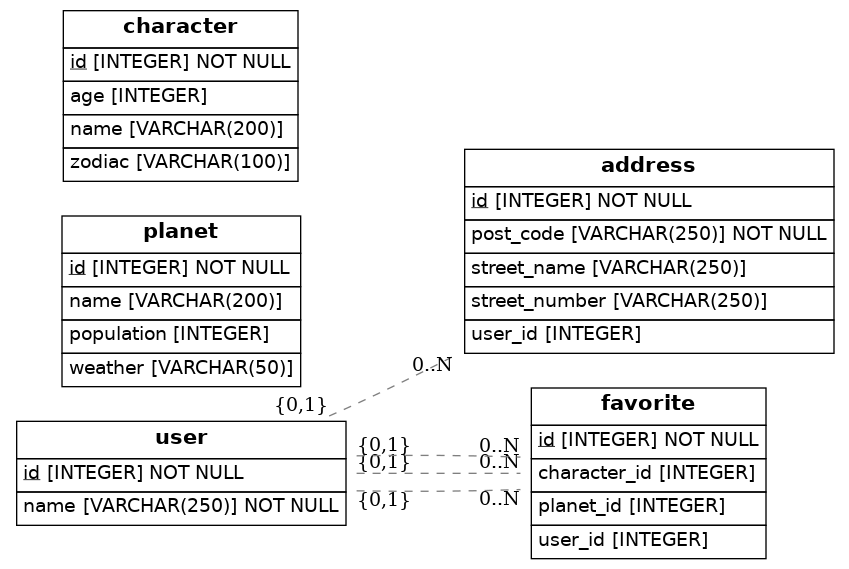 character
id [INTEGER] NOT NULL
age [INTEGER]
name [VARCHAR(200)]
zodiac [VARCHAR(100)]
planet
id [INTEGER] NOT NULL
name [VARCHAR(200)]
population [INTEGER]
weather [VARCHAR(50)]
address
id [INTEGER] NOT NULL
post_code [VARCHAR(250)] NOT NULL
street_name [VARCHAR(250)]
street_number [VARCHAR(250)]
user_id [INTEGER]
0..N
{0,1}
user
id [INTEGER] NOT NULL
name [VARCHAR(250)] NOT NULL
{0,1} 0..N
{0,1} 0..N
{0,1} 0..N
favorite
id [INTEGER] NOT NULL
character_id [INTEGER]
planet_id [INTEGER]
user_id [INTEGER]